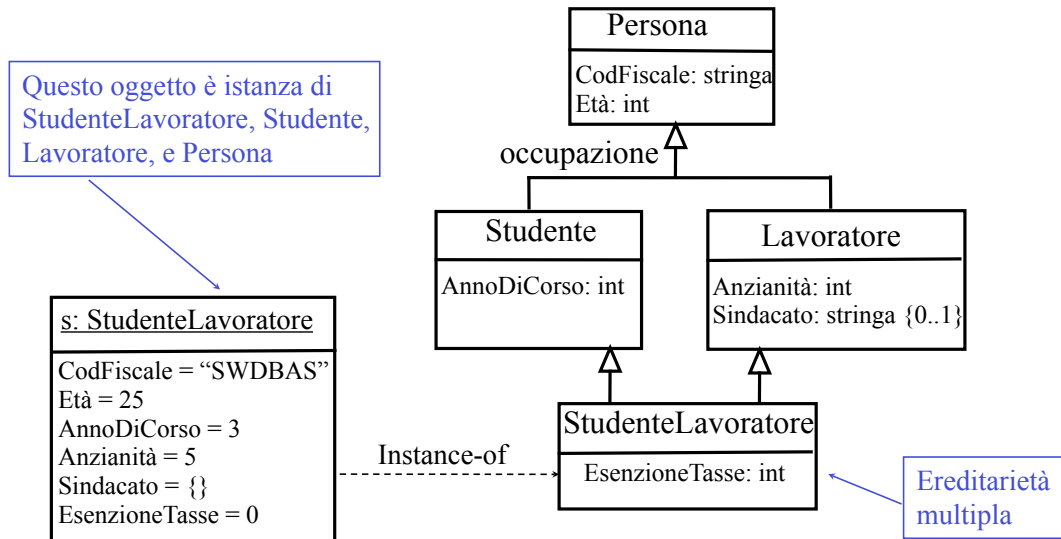 Persona
CodFiscale: stringa
Età: int
Questo oggetto è istanza di
StudenteLavoratore, Studente,
Lavoratore, e Persona
occupazione
Studente
AnnoDiCorso: int
Lavoratore
Anzianità: int
Sindacato: stringa {0..1}
s: StudenteLavoratore
CodFiscale = “SWDBAS”
Età = 25
AnnoDiCorso = 3
Anzianità = 5
Sindacato = {}
EsenzioneTasse = 0
Instance-of
StudenteLavoratore
EsenzioneTasse: int
Ereditarietà
multipla